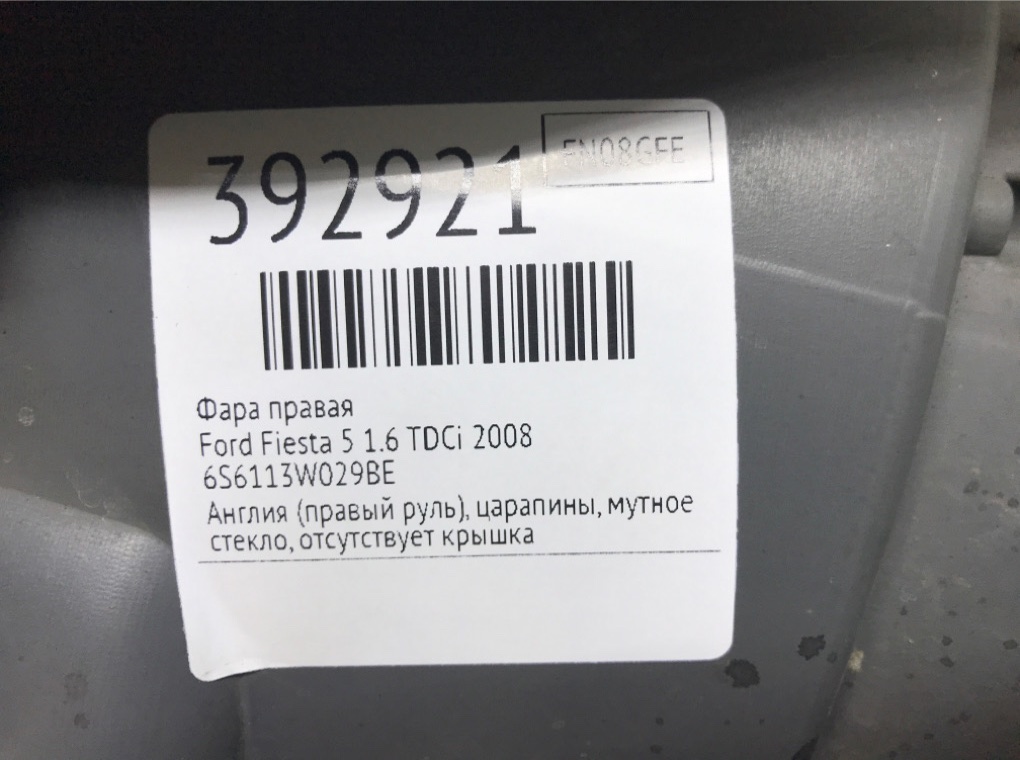 392921
FN08GFE
Фара правая
Ford Fiesta 5 1.6 TDCi 2008
6S6113W029BE
Англия (правый руль), царапины, мутное
стекло, отсутствует крышка